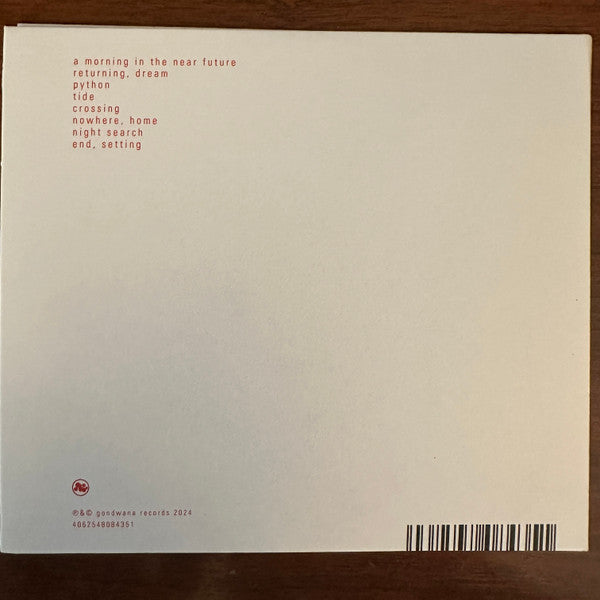 a morning in the near future
returning, dream
python
tide
crossing
nowhere, home
night search
end, setting
℗&© gondwana records 2024
4062548084351